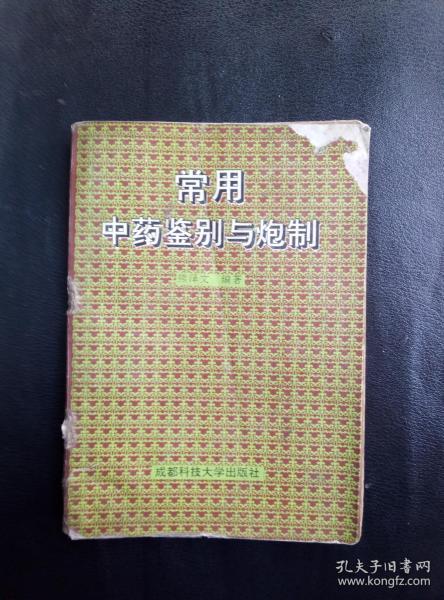 常用
中药鉴别与炮制
编著
成都科技大学出版社
孔夫子旧书网
www.kongfz.com